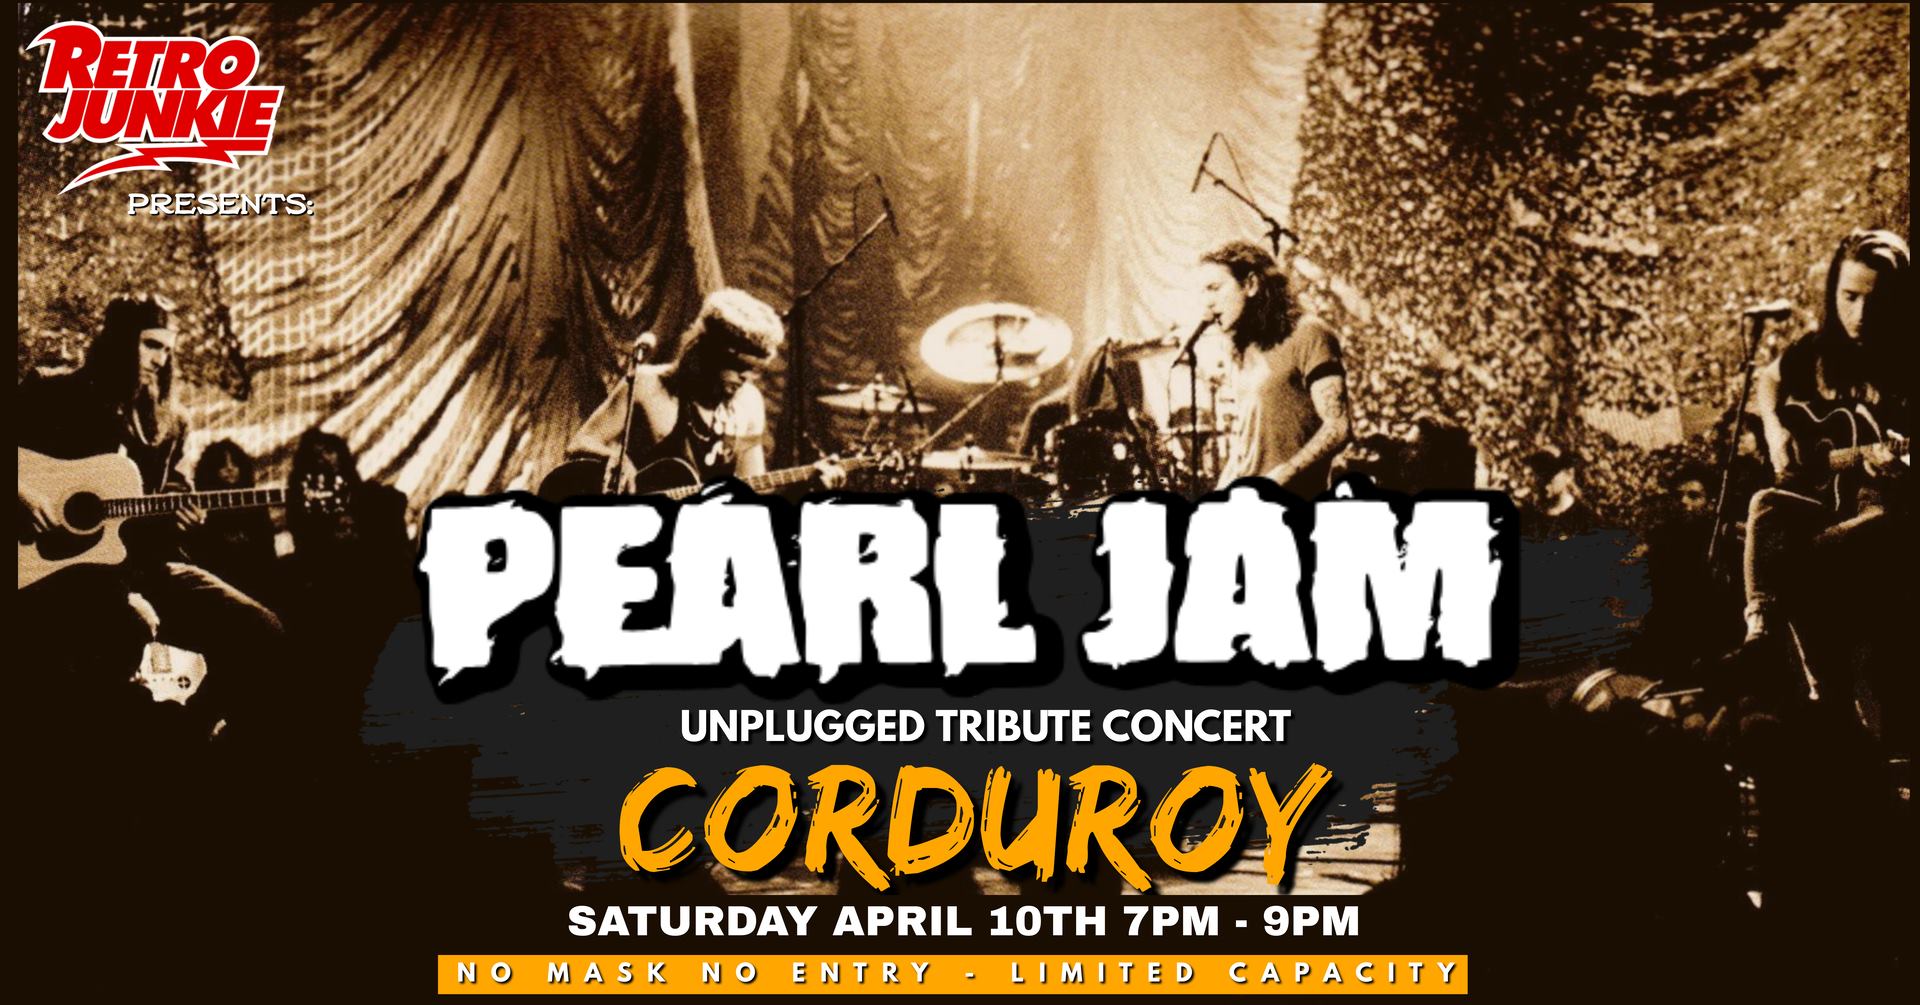 RETRO
JUNKIE
PRESENTS:
PEARL JAM
UNPLUGGED TRIBUTE CONCERT
CORDUROY
SATURDAY APRIL 10TH 7PM - 9PM
NO MASK NO ENTRY - LIMITED CAPACITY